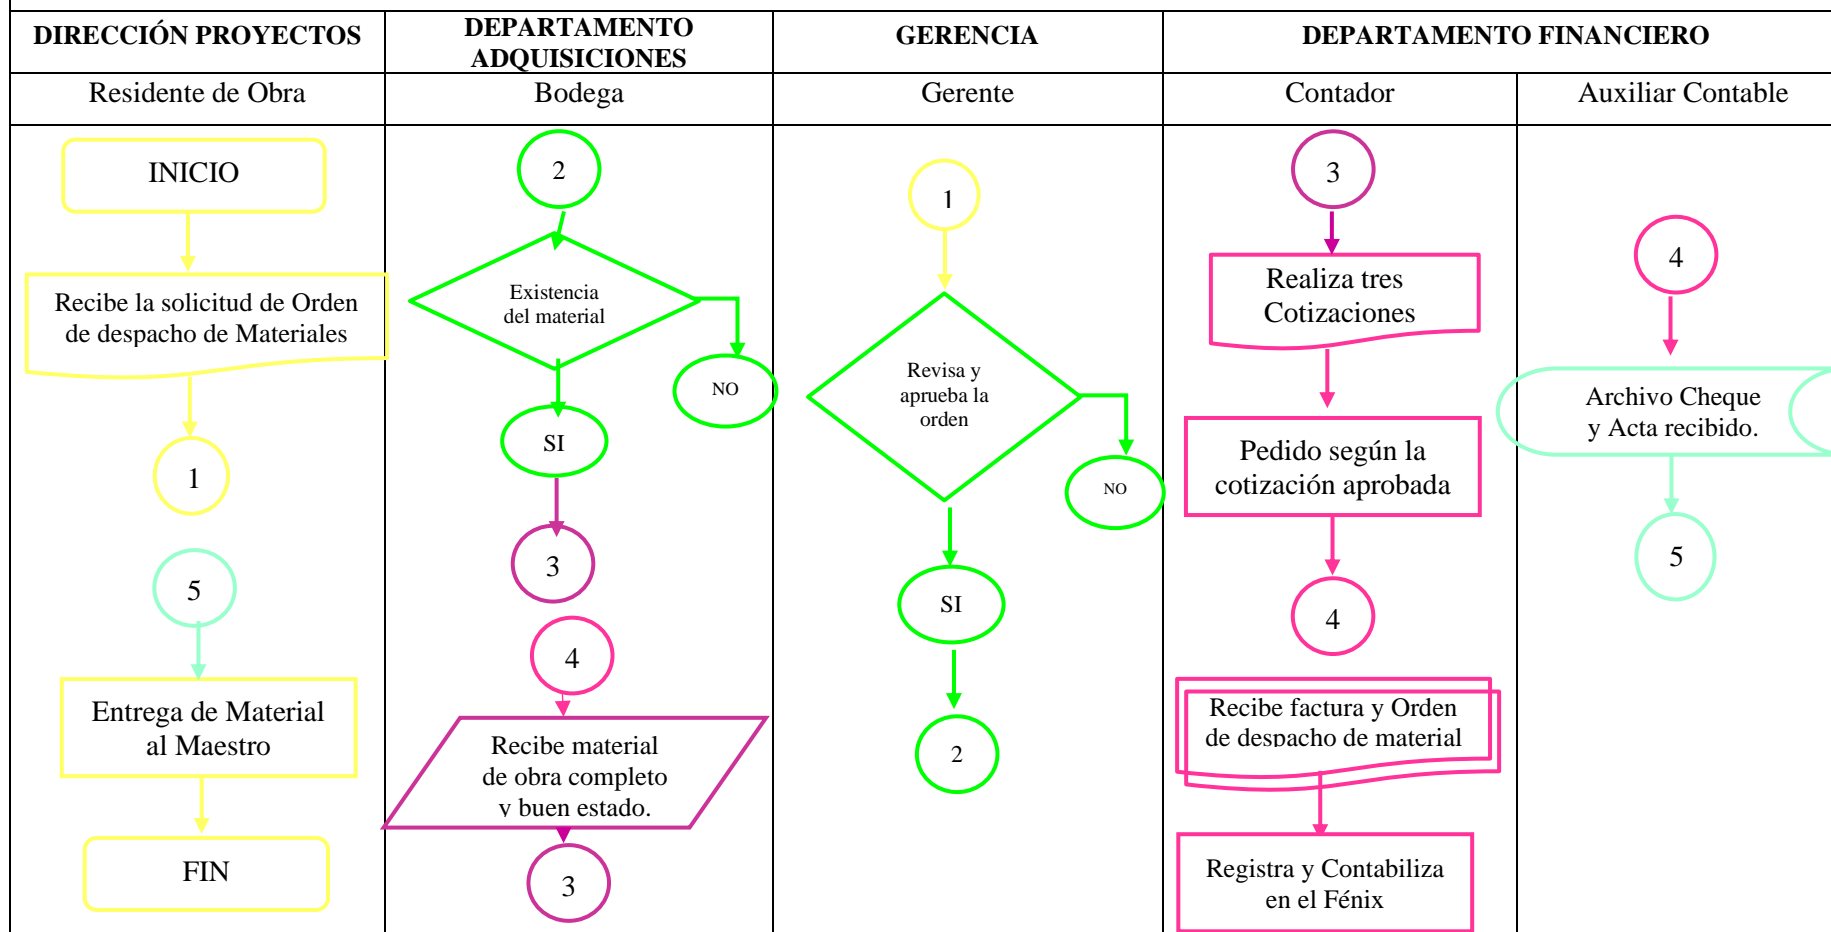 DIRECCIÓN PROYECTOS
DEPARTAMENTO
ADQUISICIONES
GERENCIA
DEPARTAMENTO FINANCIERO
Residente de Obra
Bodega
Gerente
Contador
Auxiliar Contable
INICIO
Recibe la solicitud de Orden
de despacho de Materiales
1
5
Entrega de Material
al Maestro
FIN
2
Existencia
del material
NO
SI
3
4
Recibe material
de obra completo
y buen estado.
3
1
Revisa y
aprueba la
orden
NO
SI
2
3
Realiza tres
Cotizaciones
Pedido según la
cotización aprobada
4
Recibe factura y Orden
de despacho de material
Registra y Contabiliza
en el Fénix
4
Archivo Cheque
y Acta recibido.
5